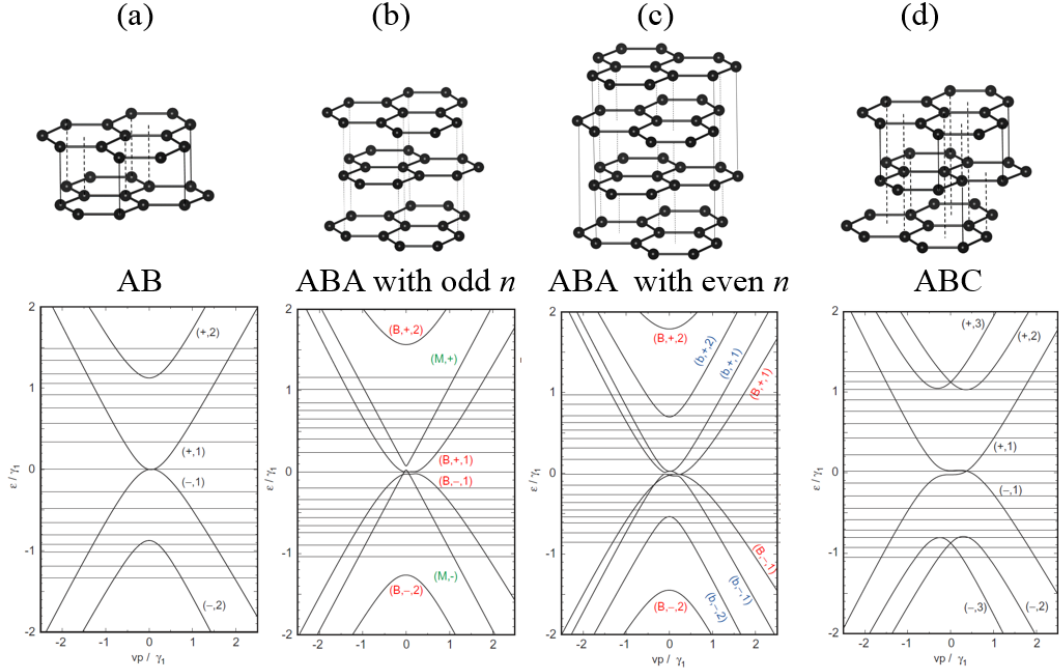 (a)
(b)
(c)
(d)
AB
ABA with odd n
ABA with even n
ABC
2
1
0
-1
-2
ε / γ₁
(+,2)
(+,1)
(−,1)
(−,2)
-2
-1
0
1
2
vp / γ₁
2
1
0
-1
-2
ε / γ₁
(B,+,2)
(M,+)
(B,+,1)
(B,−,1)
(M,-)
(B,−,2)
-2
-1
0
1
2
vp / γ₁
2
1
0
-1
-2
ε / γ₁
(B,+,2)
(b,+,2)
(b,+,1)
(B,+,1)
(B,−,1)
(b,−,1)
(b,−,2)
(B,−,2)
-2
-1
0
1
2
vp / γ₁
2
1
0
-1
-2
ε / γ₁
(+,3)
(+,2)
(+,1)
(−,1)
(−,3)
(−,2)
-2
-1
0
1
2
vp / γ₁